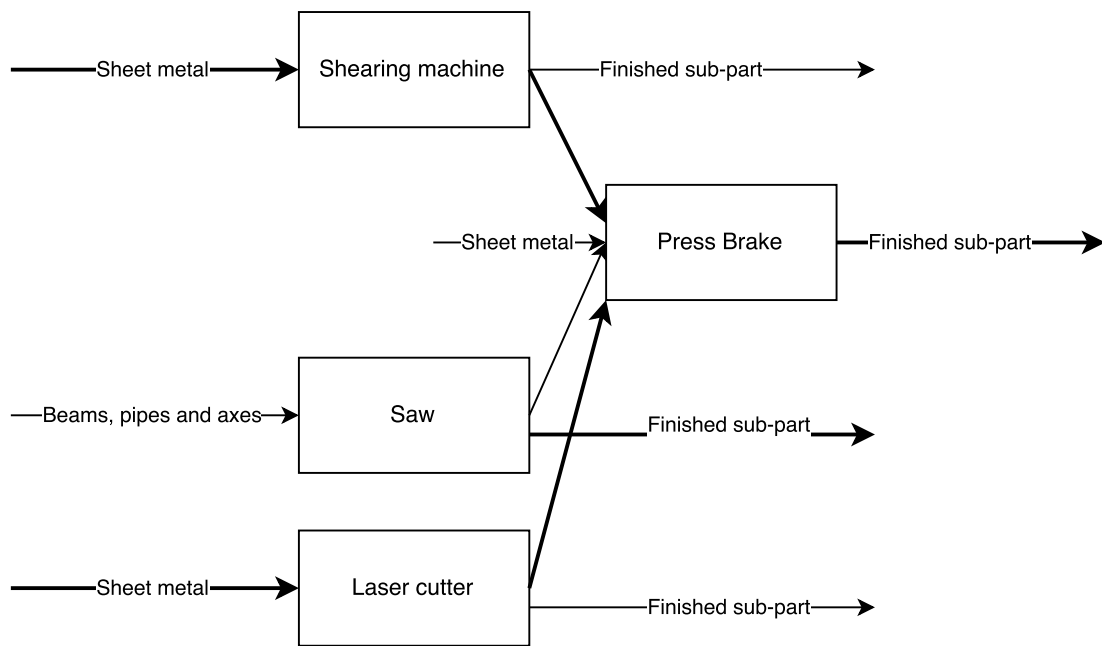 Sheet metal
Shearing machine
Finished sub-part
Sheet metal
Press Brake
Finished sub-part
Beams, pipes and axes
Saw
Finished sub-part
Sheet metal
Laser cutter
Finished sub-part